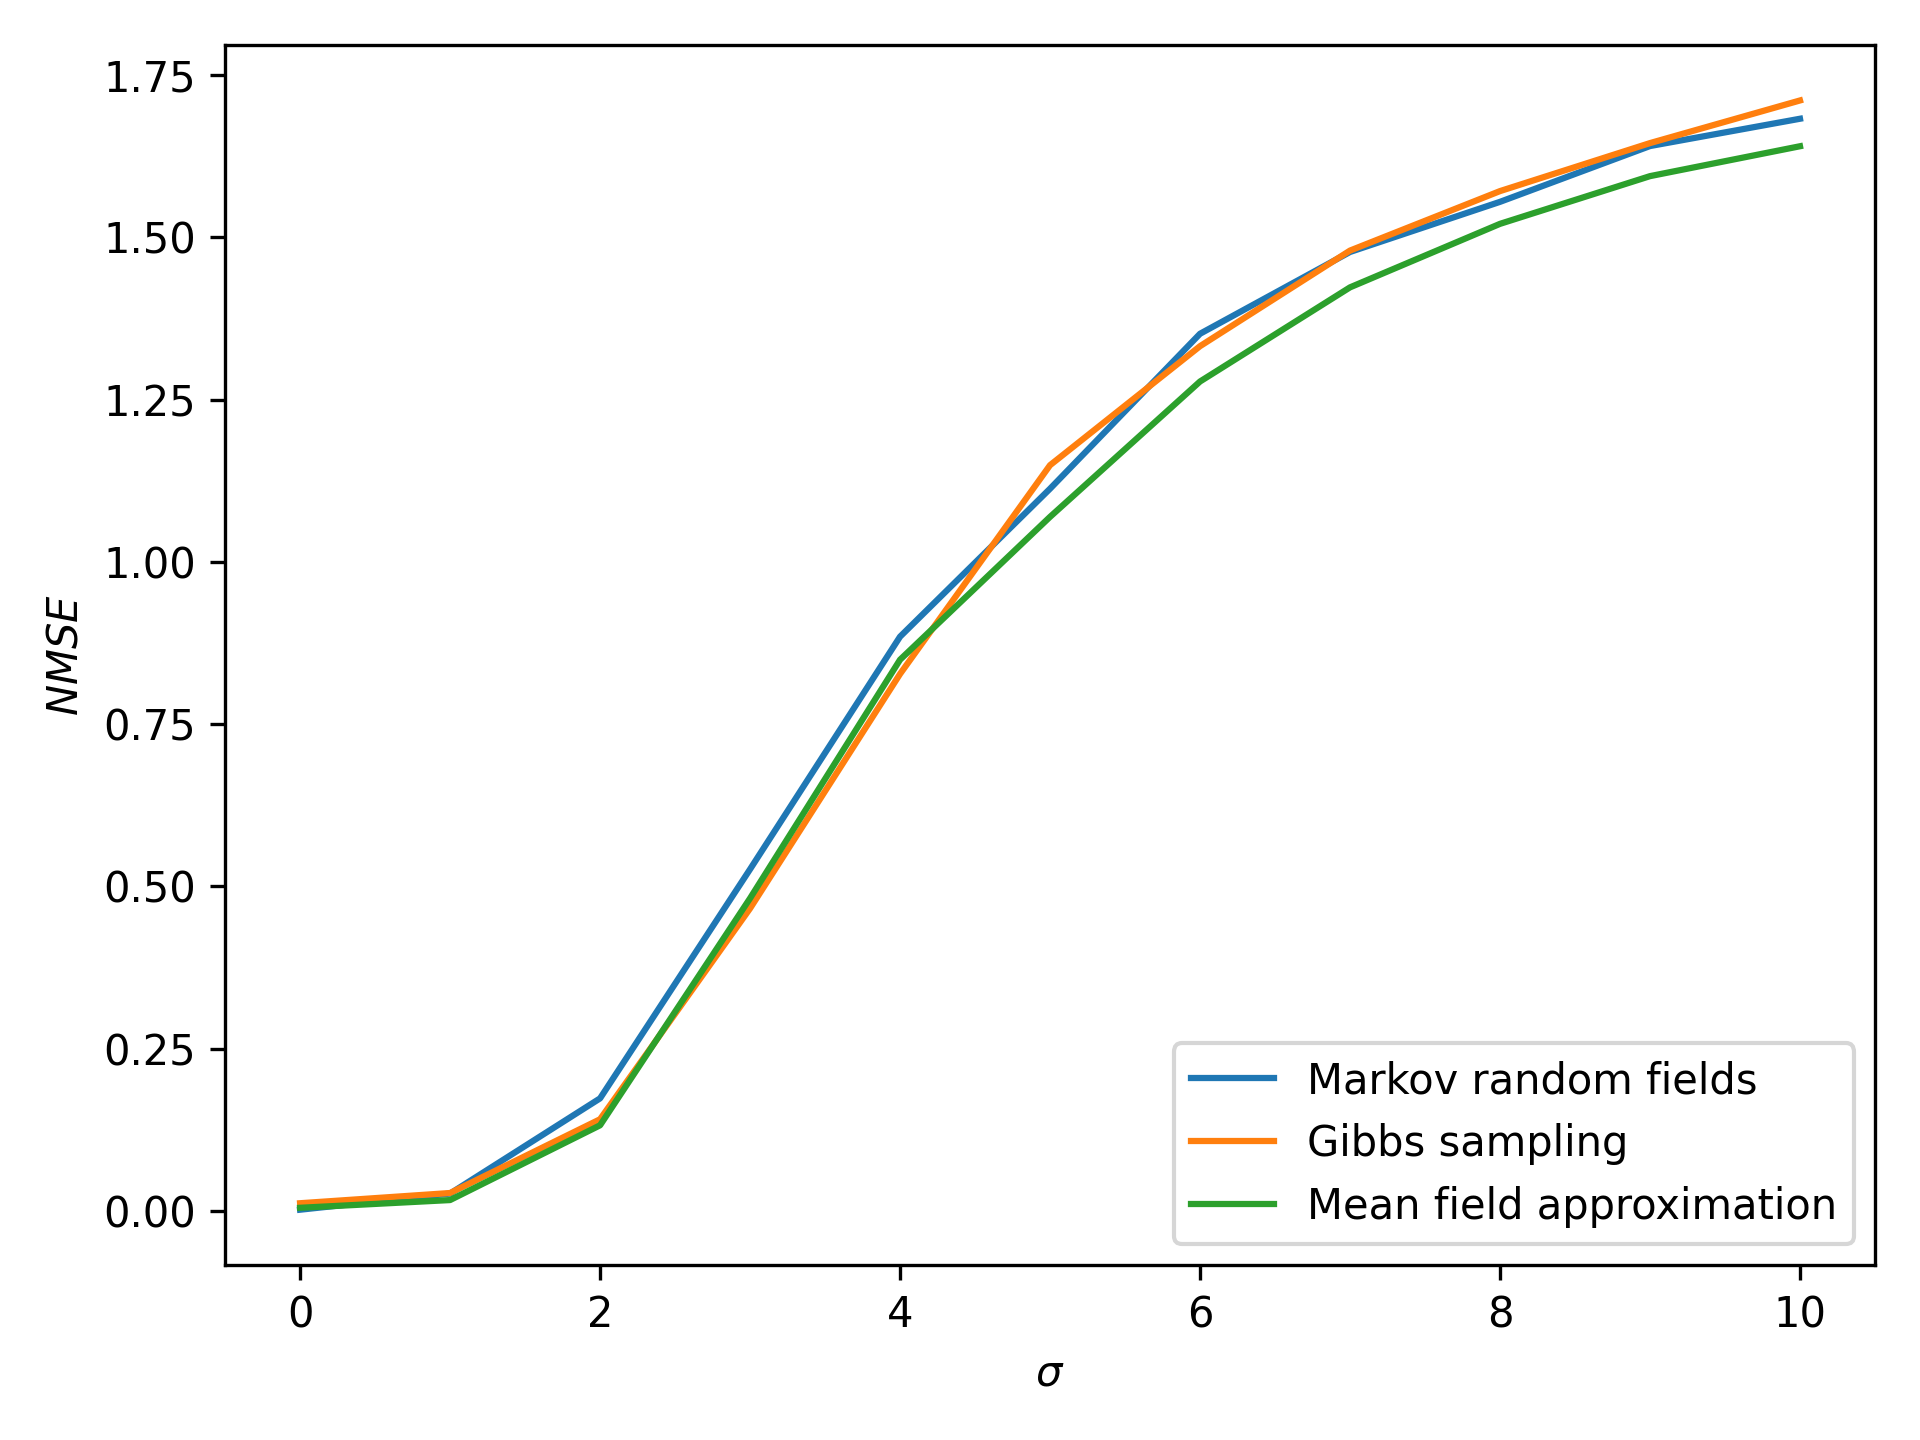 1.75
1.50
1.25
1.00
0.75
0.50
0.25
0.00
NMSE
0 2 4 6 8 10
σ
Markov random fields
Gibbs sampling
Mean field approximation